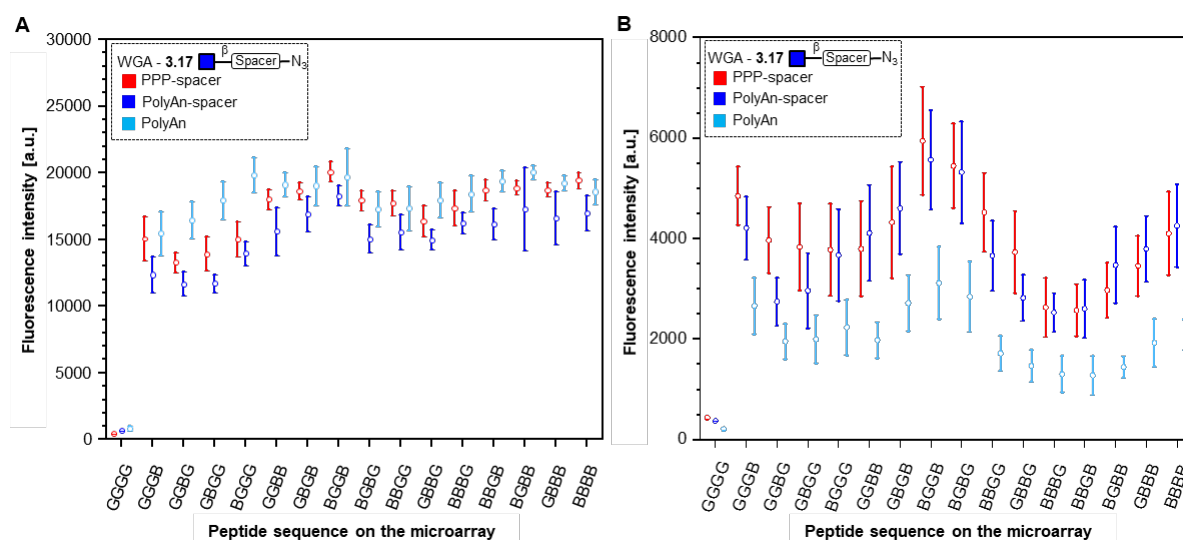 A
30000
25000
20000
15000
10000
5000
0
Fluorescence intensity [a.u.]
WGA - 3.17
β
Spacer
N3
PPP-spacer
PolyAn-spacer
PolyAn
GGGG
GGGB
GGBG
GBGG
BGGG
GGBB
GBGB
BGGB
BGBG
BBGG
GBBG
BBBG
BBGB
BGBB
GBBB
BBBB
Peptide sequence on the microarray
B
8000
6000
4000
2000
0
Fluorescence intensity [a.u.]
WGA - 3.17
β
Spacer
N3
PPP-spacer
PolyAn-spacer
PolyAn
GGGG
GGGB
GGBG
GBGG
BGGG
GGBB
GBGB
BGGB
BGBG
BBGG
GBBG
BBBG
BBGB
BGBB
GBBB
BBBB
Peptide sequence on the microarray